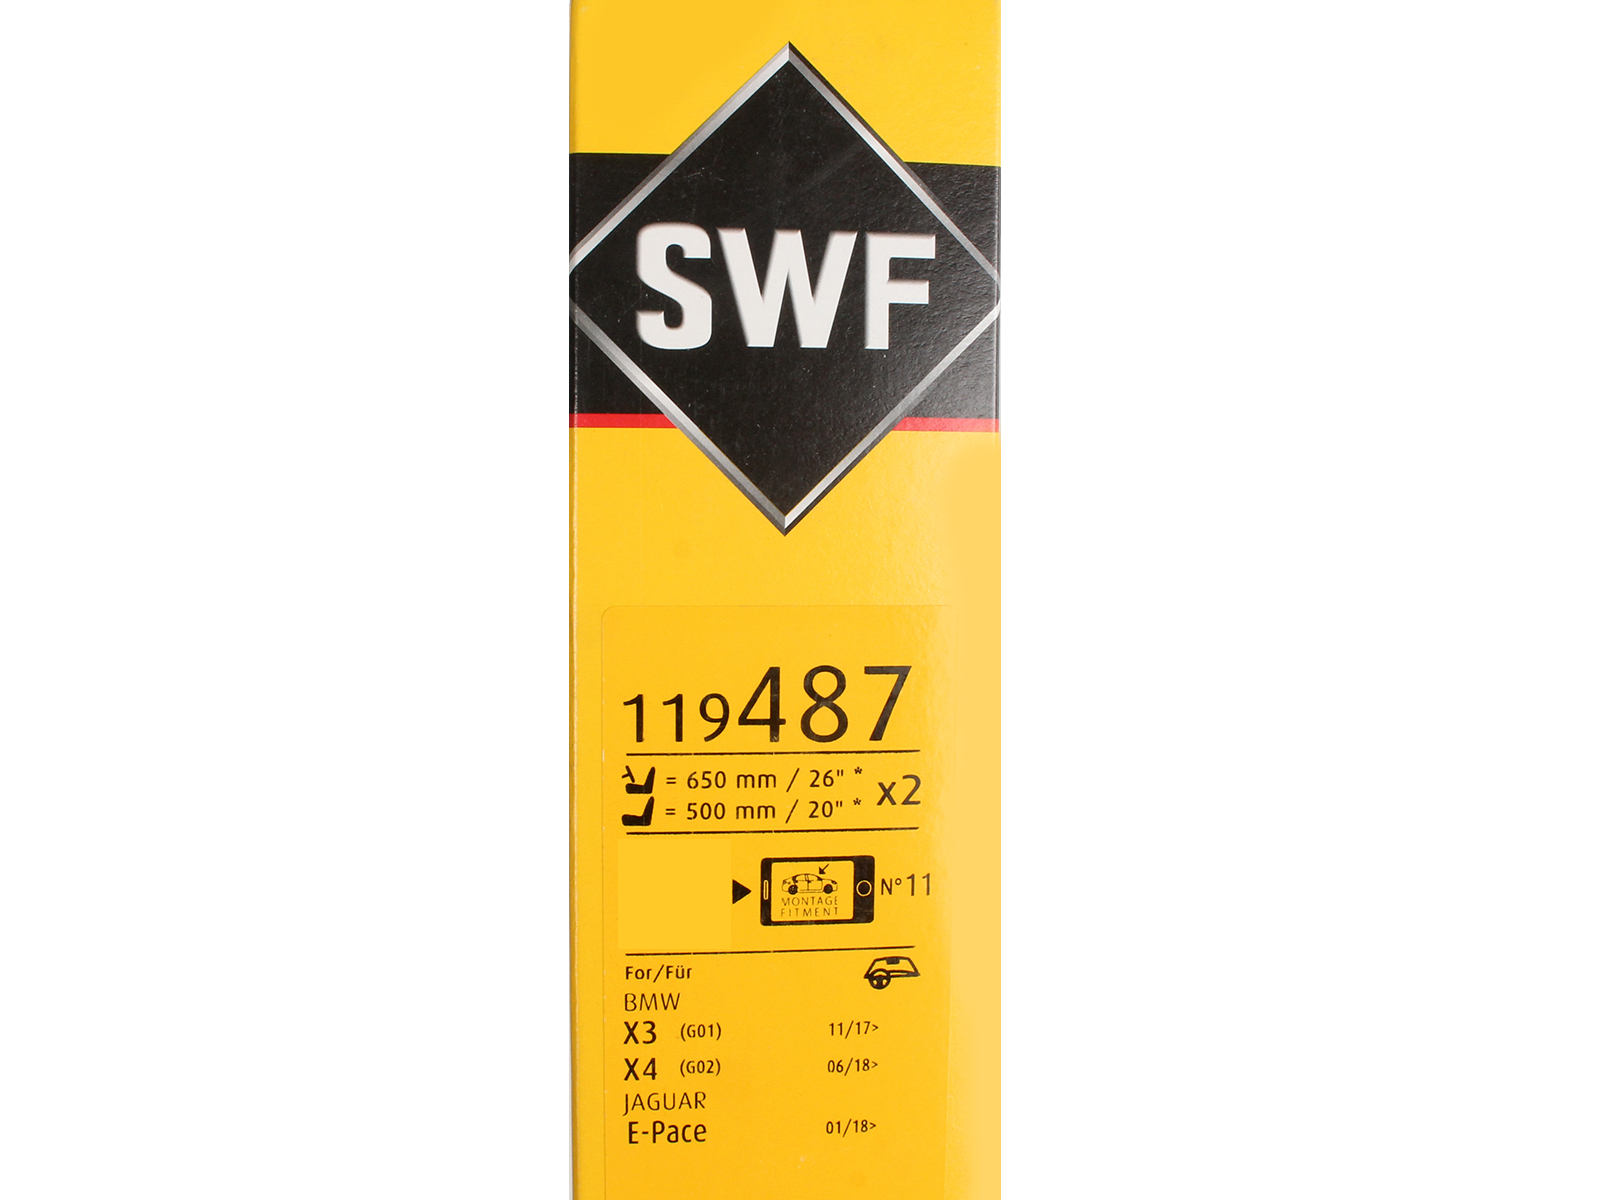 SWF
119487
= 650 mm / 26" *
= 500 mm / 20" *
x2
MONTAGE
FITMENT
N°11
For/Für
BMW
X3 (G01) 11/17>
X4 (G02) 06/18>
JAGUAR
E-Pace 01/18>